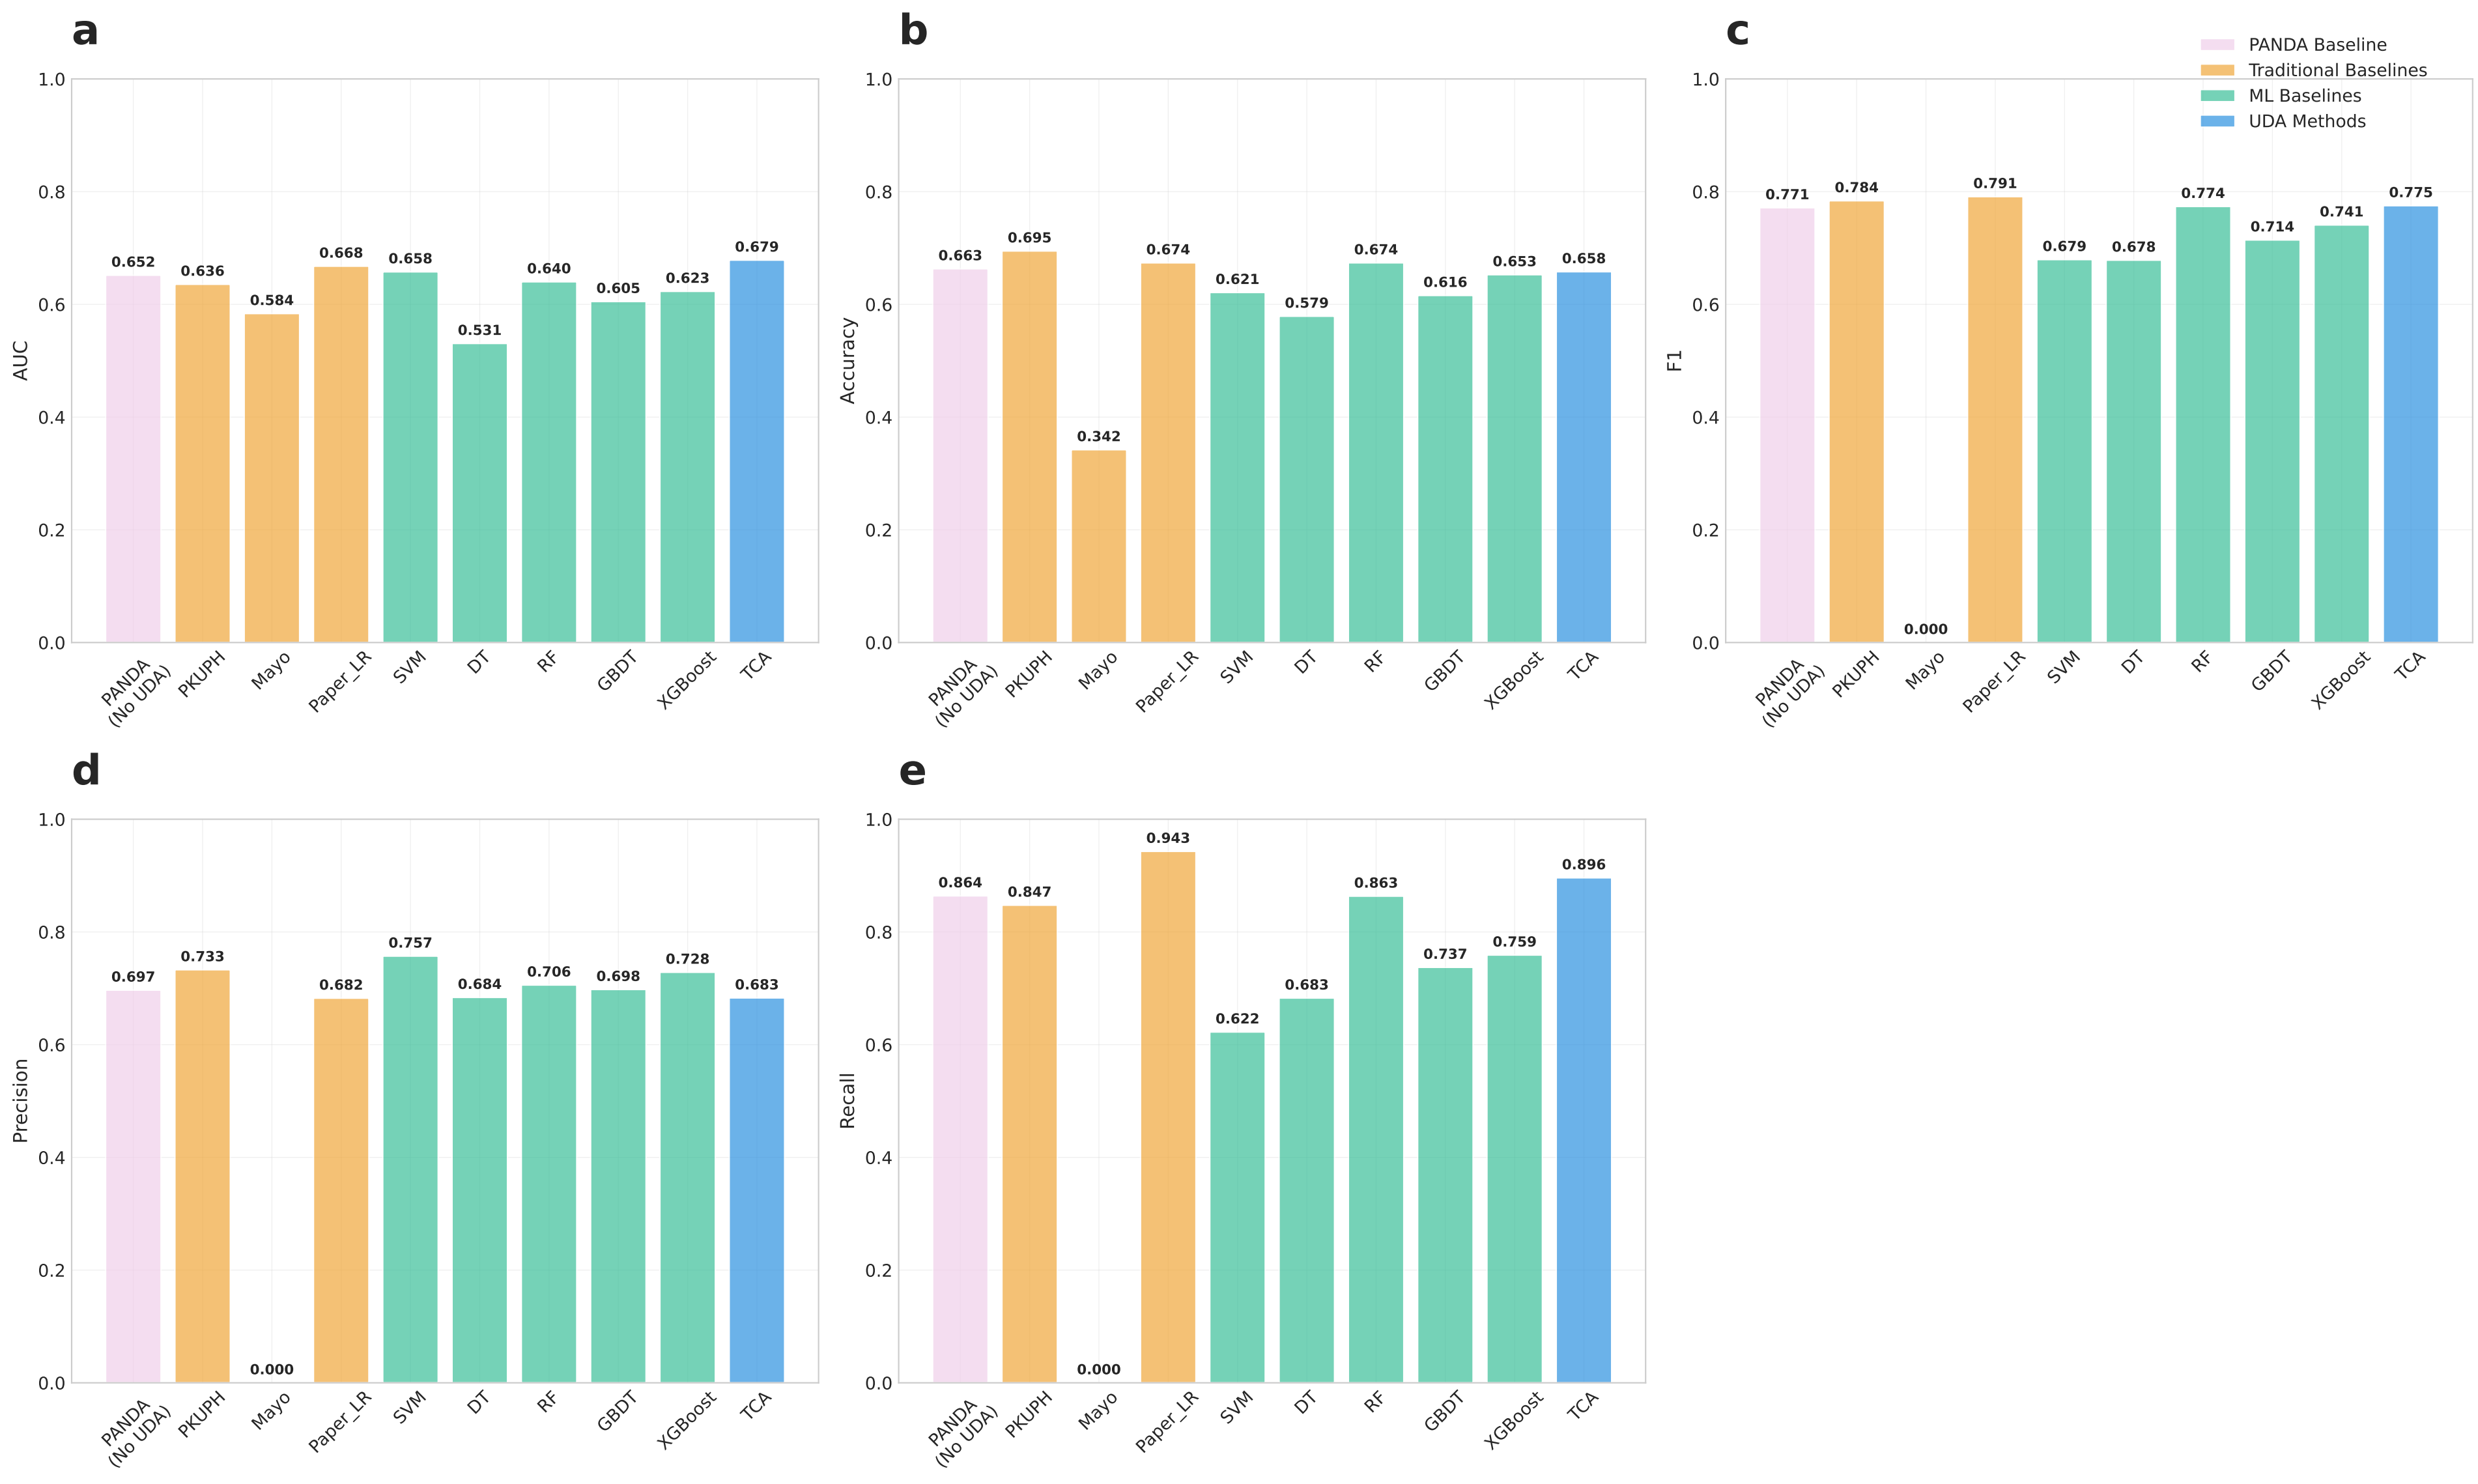 a
1.0
0.8
0.6
0.4
0.2
0.0
AUC
0.652
0.636
0.584
0.668
0.658
0.531
0.640
0.605
0.623
0.679
PANDA
(No UDA)
PKUPH
Mayo
Paper_LR
SVM
DT
RF
GBDT
XGBoost
TCA
b
1.0
0.8
0.6
0.4
0.2
0.0
Accuracy
0.663
0.695
0.342
0.674
0.621
0.579
0.674
0.616
0.653
0.658
PANDA
(No UDA)
PKUPH
Mayo
Paper_LR
SVM
DT
RF
GBDT
XGBoost
TCA
c
PANDA Baseline
Traditional Baselines
ML Baselines
UDA Methods
1.0
0.8
0.6
0.4
0.2
0.0
F1
0.771
0.784
0.000
0.791
0.679
0.678
0.774
0.714
0.741
0.775
PANDA
(No UDA)
PKUPH
Mayo
Paper_LR
SVM
DT
RF
GBDT
XGBoost
TCA
d
1.0
0.8
0.6
0.4
0.2
0.0
Precision
0.697
0.733
0.000
0.682
0.757
0.684
0.706
0.698
0.728
0.683
PANDA
(No UDA)
PKUPH
Mayo
Paper_LR
SVM
DT
RF
GBDT
XGBoost
TCA
e
1.0
0.8
0.6
0.4
0.2
0.0
Recall
0.864
0.847
0.000
0.943
0.622
0.683
0.863
0.737
0.759
0.896
PANDA
(No UDA)
PKUPH
Mayo
Paper_LR
SVM
DT
RF
GBDT
XGBoost
TCA